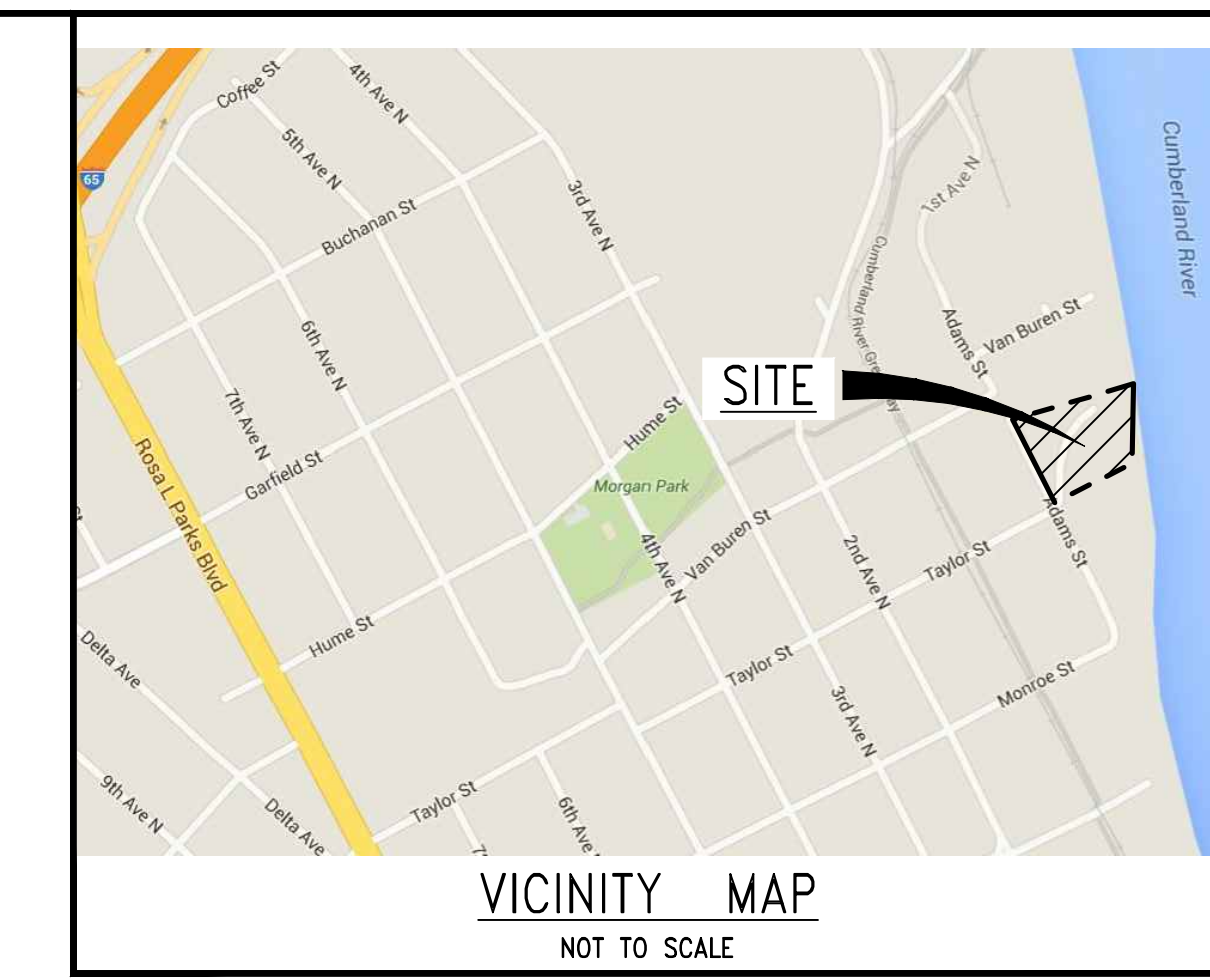 Coffee St
4th Ave N
5th Ave N
65
Buchanan St
3rd Ave N
1st Ave N
Cumberland River
6th Ave N
Adams St
Van Buren St
7th Ave N
SITE
Hume St
Garfield St
Morgan Park
Rosa L Parks Blvd
4th Ave N
Van Buren St
2nd Ave N
Taylor St
Adams St
Hume St
Delta Ave
Taylor St
Monroe St
3rd Ave N
9th Ave N
Delta Ave
Taylor St
6th Ave
VICINITY MAP
NOT TO SCALE